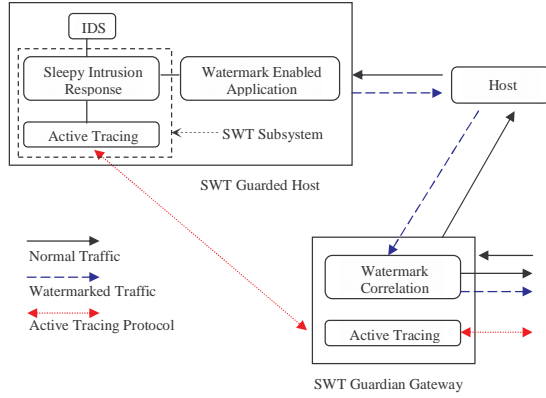 IDS
Sleepy Intrusion
Response
Watermark Enabled
Application
Host
Active Tracing
SWT Subsystem
SWT Guarded Host
Normal Traffic
Watermarked Traffic
Active Tracing Protocol
Watermark
Correlation
Active Tracing
SWT Guardian Gateway